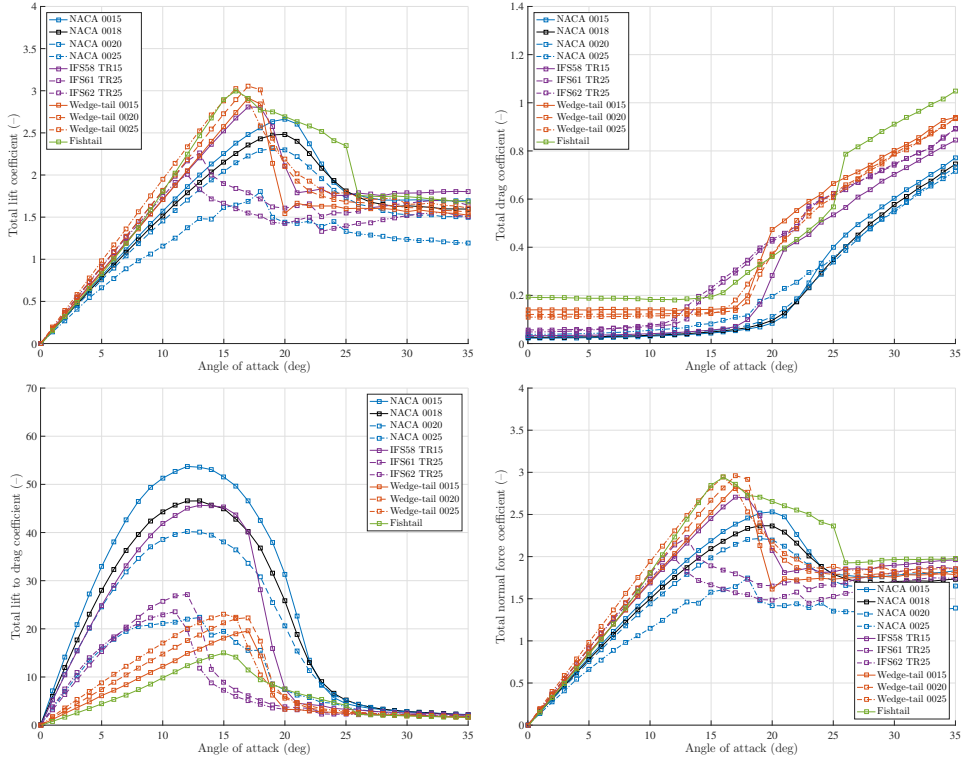 Total lift coefficient (–)
4
3.5
3
2.5
2
1.5
1
0.5
0
NACA 0015
NACA 0018
NACA 0020
NACA 0025
IFS58 TR15
IFS61 TR25
IFS62 TR25
Wedge-tail 0015
Wedge-tail 0020
Wedge-tail 0025
Fishtail
0 5 10 15 20 25 30 35
Angle of attack (deg)
Total drag coefficient (–)
1.4
1.2
1
0.8
0.6
0.4
0.2
0
NACA 0015
NACA 0018
NACA 0020
NACA 0025
IFS58 TR15
IFS61 TR25
IFS62 TR25
Wedge-tail 0015
Wedge-tail 0020
Wedge-tail 0025
Fishtail
0 5 10 15 20 25 30 35
Angle of attack (deg)
Total lift to drag coefficient (–)
70
60
50
40
30
20
10
0
NACA 0015
NACA 0018
NACA 0020
NACA 0025
IFS58 TR15
IFS61 TR25
IFS62 TR25
Wedge-tail 0015
Wedge-tail 0020
Wedge-tail 0025
Fishtail
0 5 10 15 20 25 30 35
Angle of attack (deg)
Total normal force coefficient (–)
4
3.5
3
2.5
2
1.5
1
0.5
0
NACA 0015
NACA 0018
NACA 0020
NACA 0025
IFS58 TR15
IFS61 TR25
IFS62 TR25
Wedge-tail 0015
Wedge-tail 0020
Wedge-tail 0025
Fishtail
0 5 10 15 20 25 30 35
Angle of attack (deg)